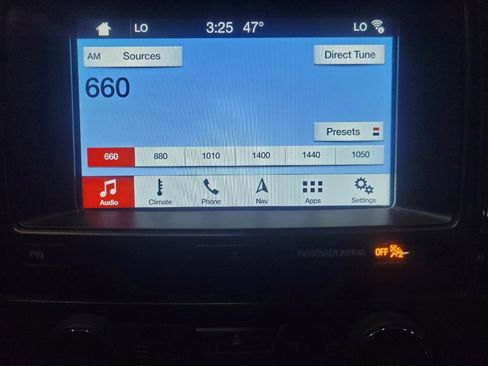 LO 3:25 47° LO
AM Sources Direct Tune
660
Presets
660 880 1010 1400 1440 1050
Audio Climate Phone Nav Apps Settings
PASSENGER AIRBAG OFF